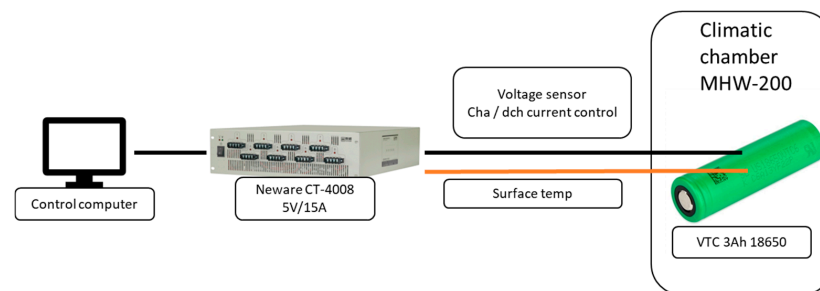 Climatic
chamber
MHW-200
Voltage sensor
Cha / dch current control
Control computer
Neware CT-4008
5V/15A
Surface temp
VTC 3Ah 18650